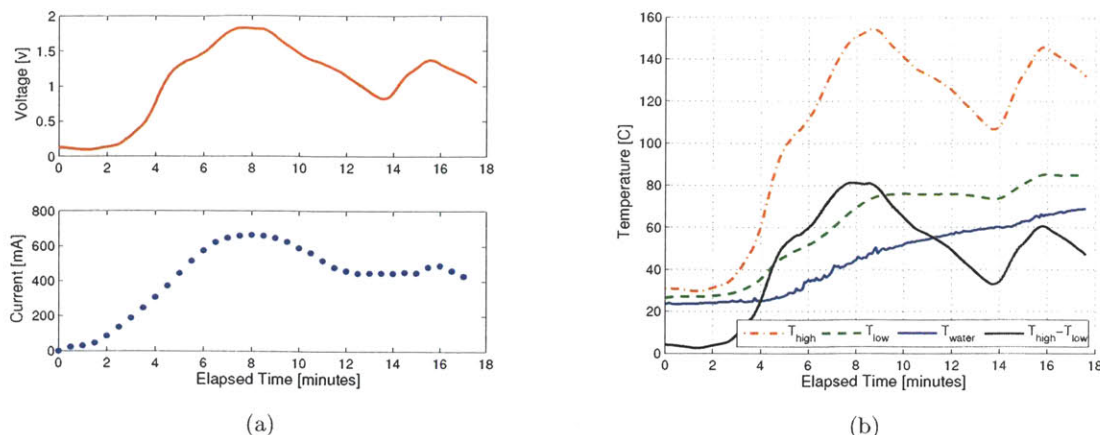 2
1.5
1
0.5
0
Voltage [v]
0 2 4 6 8 10 12 14 16 18
800
600
400
200
0
Current [mA]
0 2 4 6 8 10 12 14 16 18
Elapsed Time [minutes]
(a)
160
140
120
100
80
60
40
20
0
Temperature [C]
T_high T_low T_water T_high-T_low
0 2 4 6 8 10 12 14 16 18
Elapsed Time [minutes]
(b)